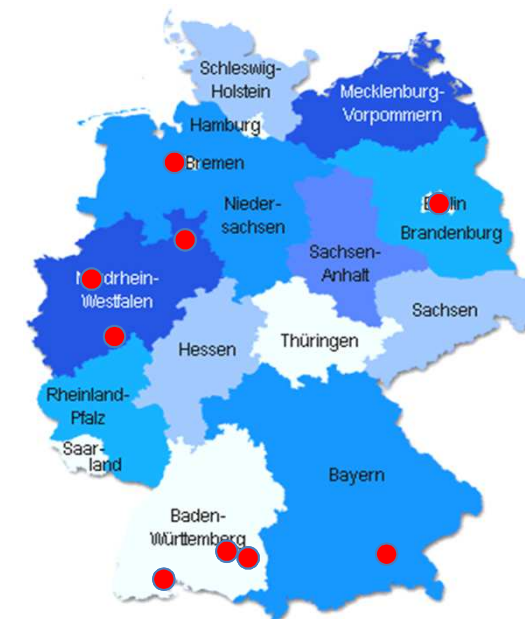 Schleswig-
Holstein
Mecklenburg-
Vorpommern
Hamburg
Bremen
Berlin
Nieder-
sachsen
Brandenburg
Sachsen-
Anhalt
Nordrhein-
Westfalen
Sachsen
Thüringen
Hessen
Rheinland-
Pfalz
Saar-
land
Bayern
Baden-
Württemberg